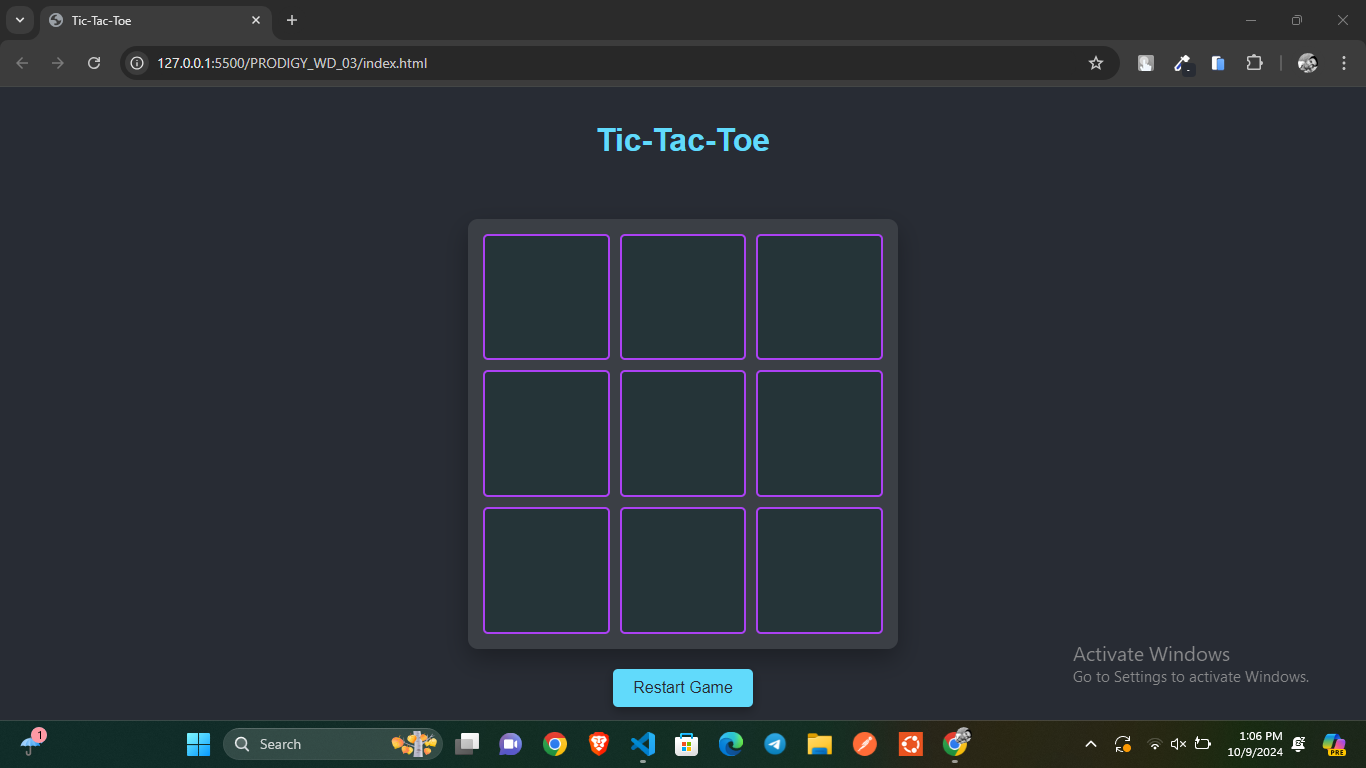 Tic-Tac-Toe
127.0.0.1:5500/PRODIGY_WD_03/index.html
Tic-Tac-Toe
Restart Game
Activate Windows
Go to Settings to activate Windows.
1
Search
1:06 PM
10/9/2024
PRE